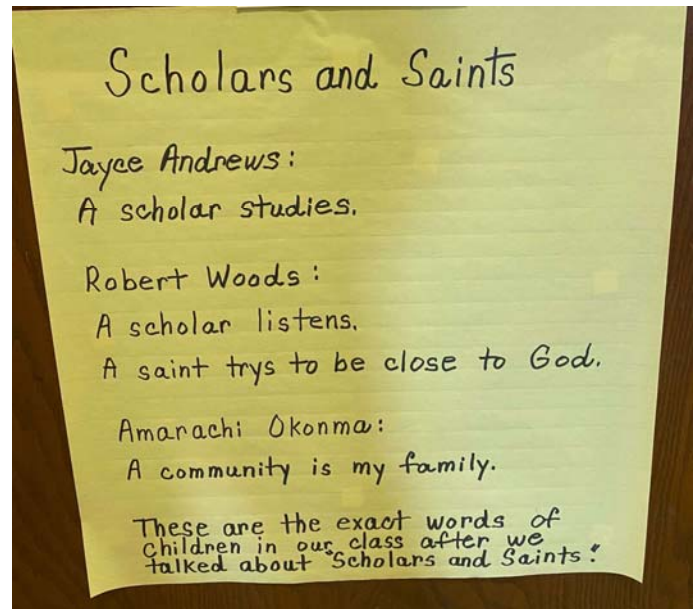 Scholars and Saints
Jayce Andrews:
A scholar studies.
Robert Woods:
A scholar listens.
A saint trys to be close to God.
Amarachi Okonma:
A community is my family.
These are the exact words of
children in our class after we
talked about "Scholars and Saints."